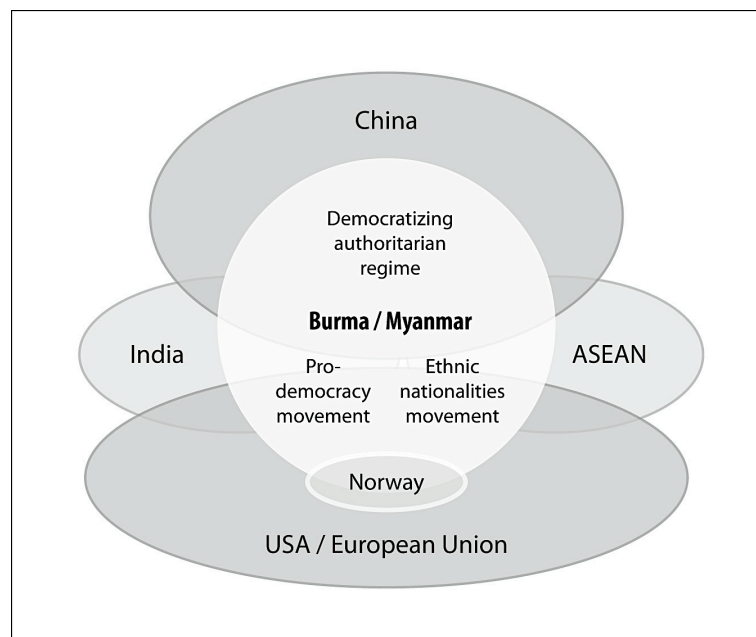 China
Democratizing
authoritarian
regime
Burma / Myanmar
India
Pro-
democracy
movement
Ethnic
nationalities
movement
ASEAN
Norway
USA / European Union